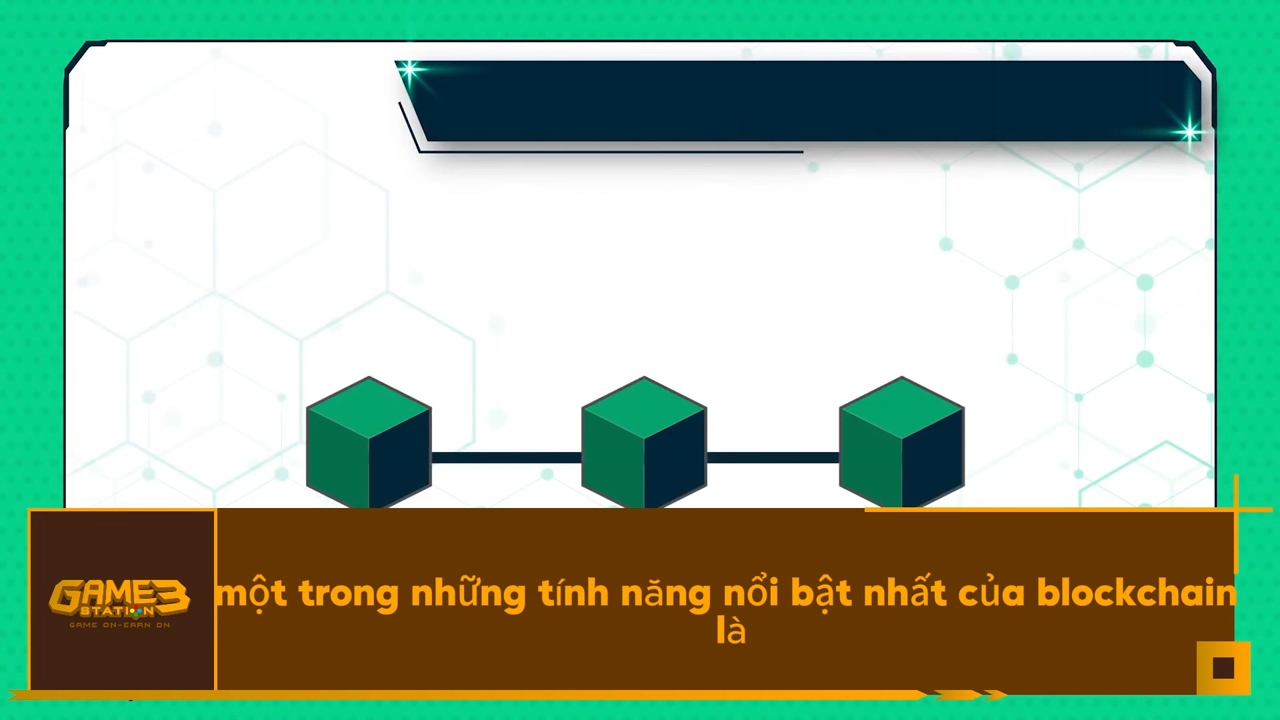 GAME3
STATION
GAME ON-EARN ON
một trong những tính năng nổi bật nhất của blockchain
là